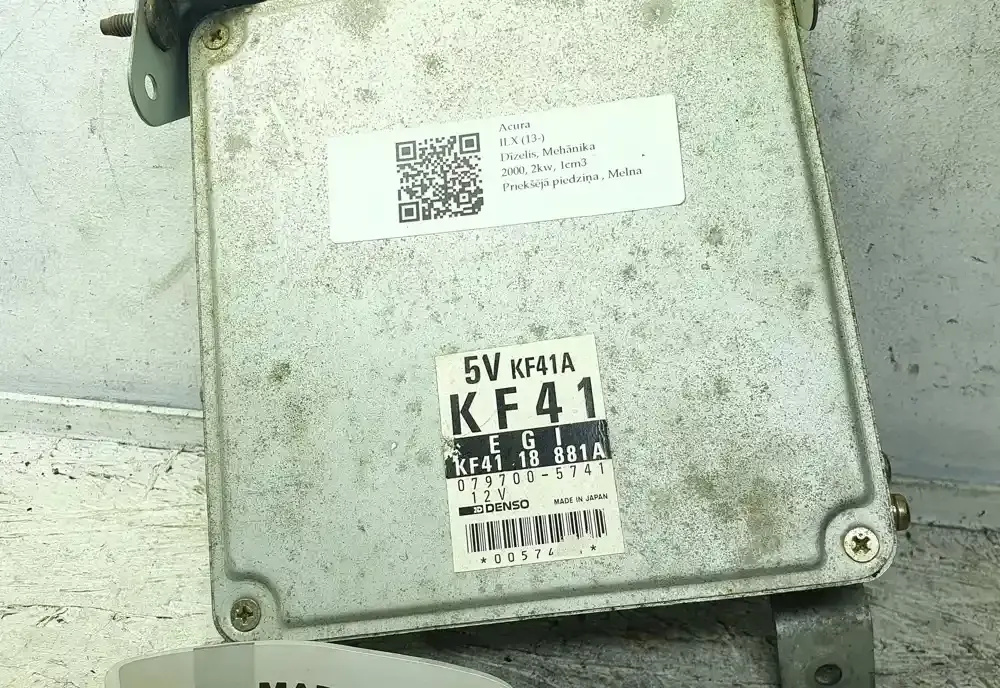 Acura
ILX (13-)
Dīzelis, Mehānika
2000, 2kw, 1cm3
Priekšējā piedziņa , Melna
5V KF41A
KF41
EGI
KF41 18 881A
079700-5741
12V
DENSO MADE IN JAPAN